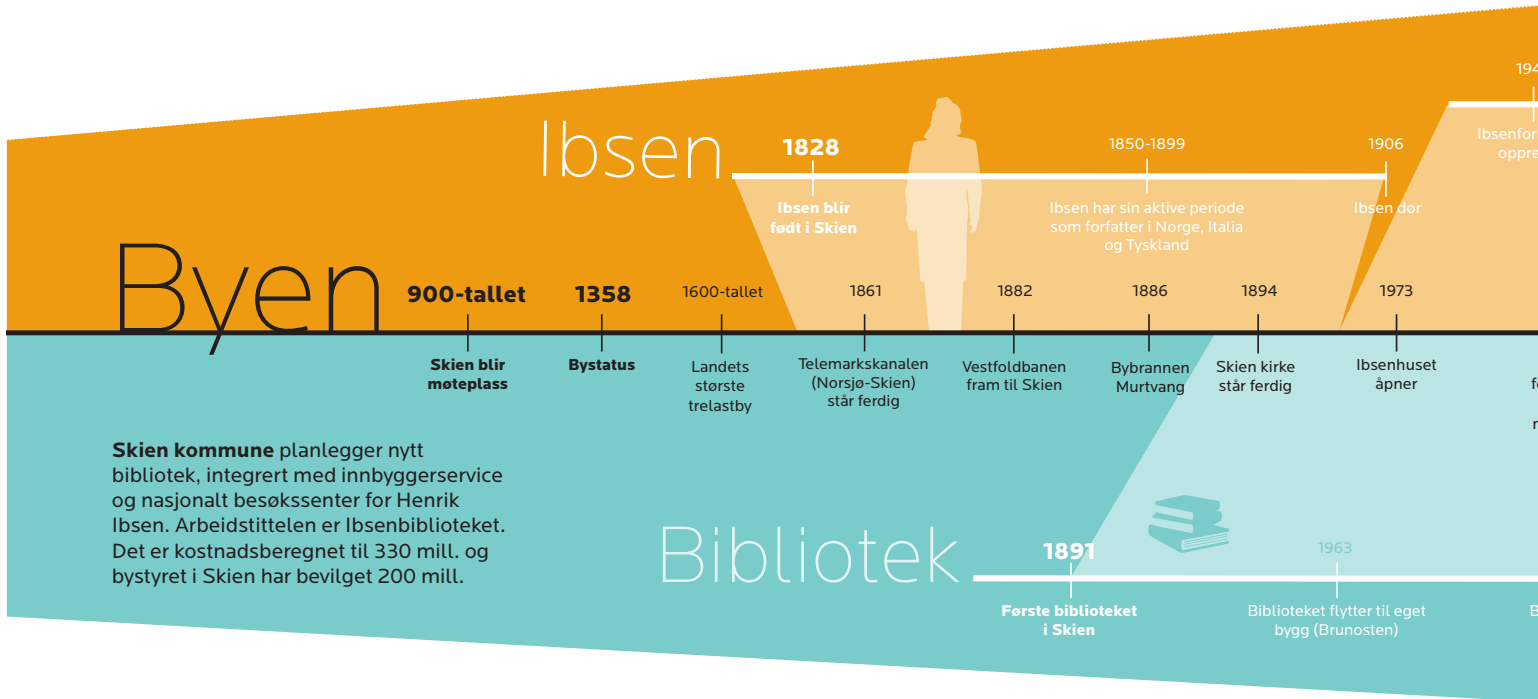 Ibsen
1828
1850-1899
1906
Ibsen blir
født i Skien
Ibsen har sin aktive periode
som forfatter i Norge, Italia
og Tyskland
Ibsen dør
Byen
900-tallet
1358
1600-tallet
1861
1882
1886
1894
1973
Skien blir
møteplass
Bystatus
Landets
største
trelastby
Telemarkskanalen
(Norsjø-Skien)
står ferdig
Vestfoldbanen
fram til Skien
Bybrannen
Murtvang
Skien kirke
står ferdig
Ibsenhuset
åpner
Skien kommune planlegger nytt
bibliotek, integrert med innbyggerservice
og nasjonalt besøkssenter for Henrik
Ibsen. Arbeidstittelen er Ibsenbiblioteket.
Det er kostnadsberegnet til 330 mill. og
bystyret i Skien har bevilget 200 mill.
Bibliotek
1891
1963
Første biblioteket
i Skien
Biblioteket flytter til eget
bygg (Brunosten)